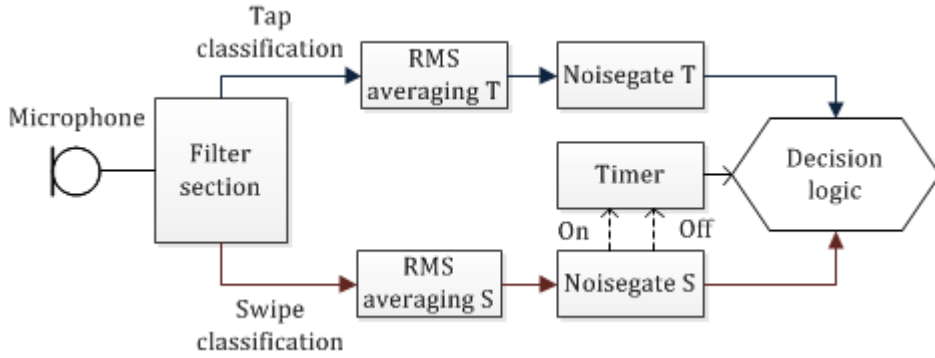 Tap
classification
RMS
averaging T
Noisegate T
Microphone
Filter
section
Timer
Decision
logic
On
Off
RMS
averaging S
Noisegate S
Swipe
classification